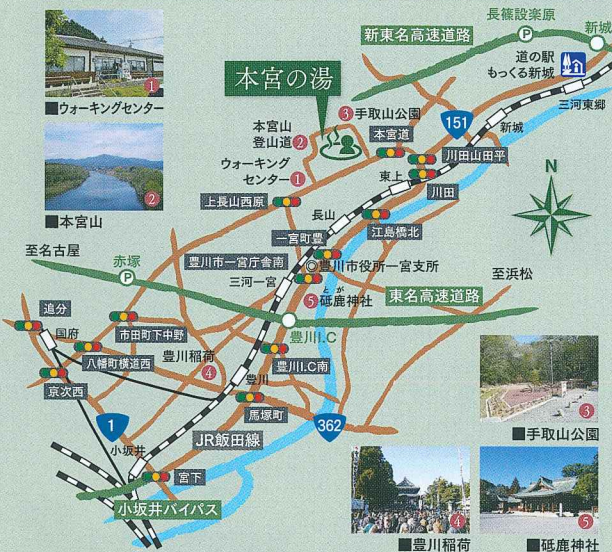 長篠設楽原
P
新城
新東名高速道路
道の駅
もっくる新城
三河東郷
1
■ウォーキングセンター
本宮の湯
3 手取山公園
本宮山
登山道 2
本宮道
151
新城
ウォーキング
センター 1
東上
川田山田平
川田
2
■本宮山
上長山西原
長山
江島橋北
N
一宮町豊
至名古屋
豊川市一宮庁舎南
豊川市役所一宮支所
赤塚
P
三河一宮
とが
5 砥鹿神社
東名高速道路
至浜松
追分
国府
市田町下中野
豊川I.C
八幡町横道西
豊川稲荷
4
豊川I.C南
京次西
豊川
馬塚町
1
362
JR飯田線
小坂井
宮下
小坂井バイパス
3
■手取山公園
4
■豊川稲荷
5
■砥鹿神社